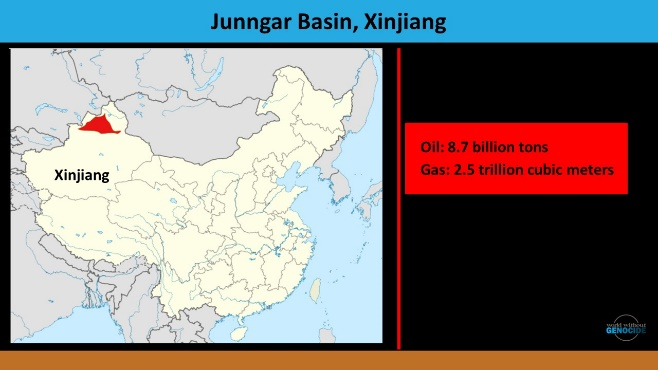 Junngar Basin, Xinjiang
Xinjiang
Oil: 8.7 billion tons
Gas: 2.5 trillion cubic meters
world without
GENOCIDE